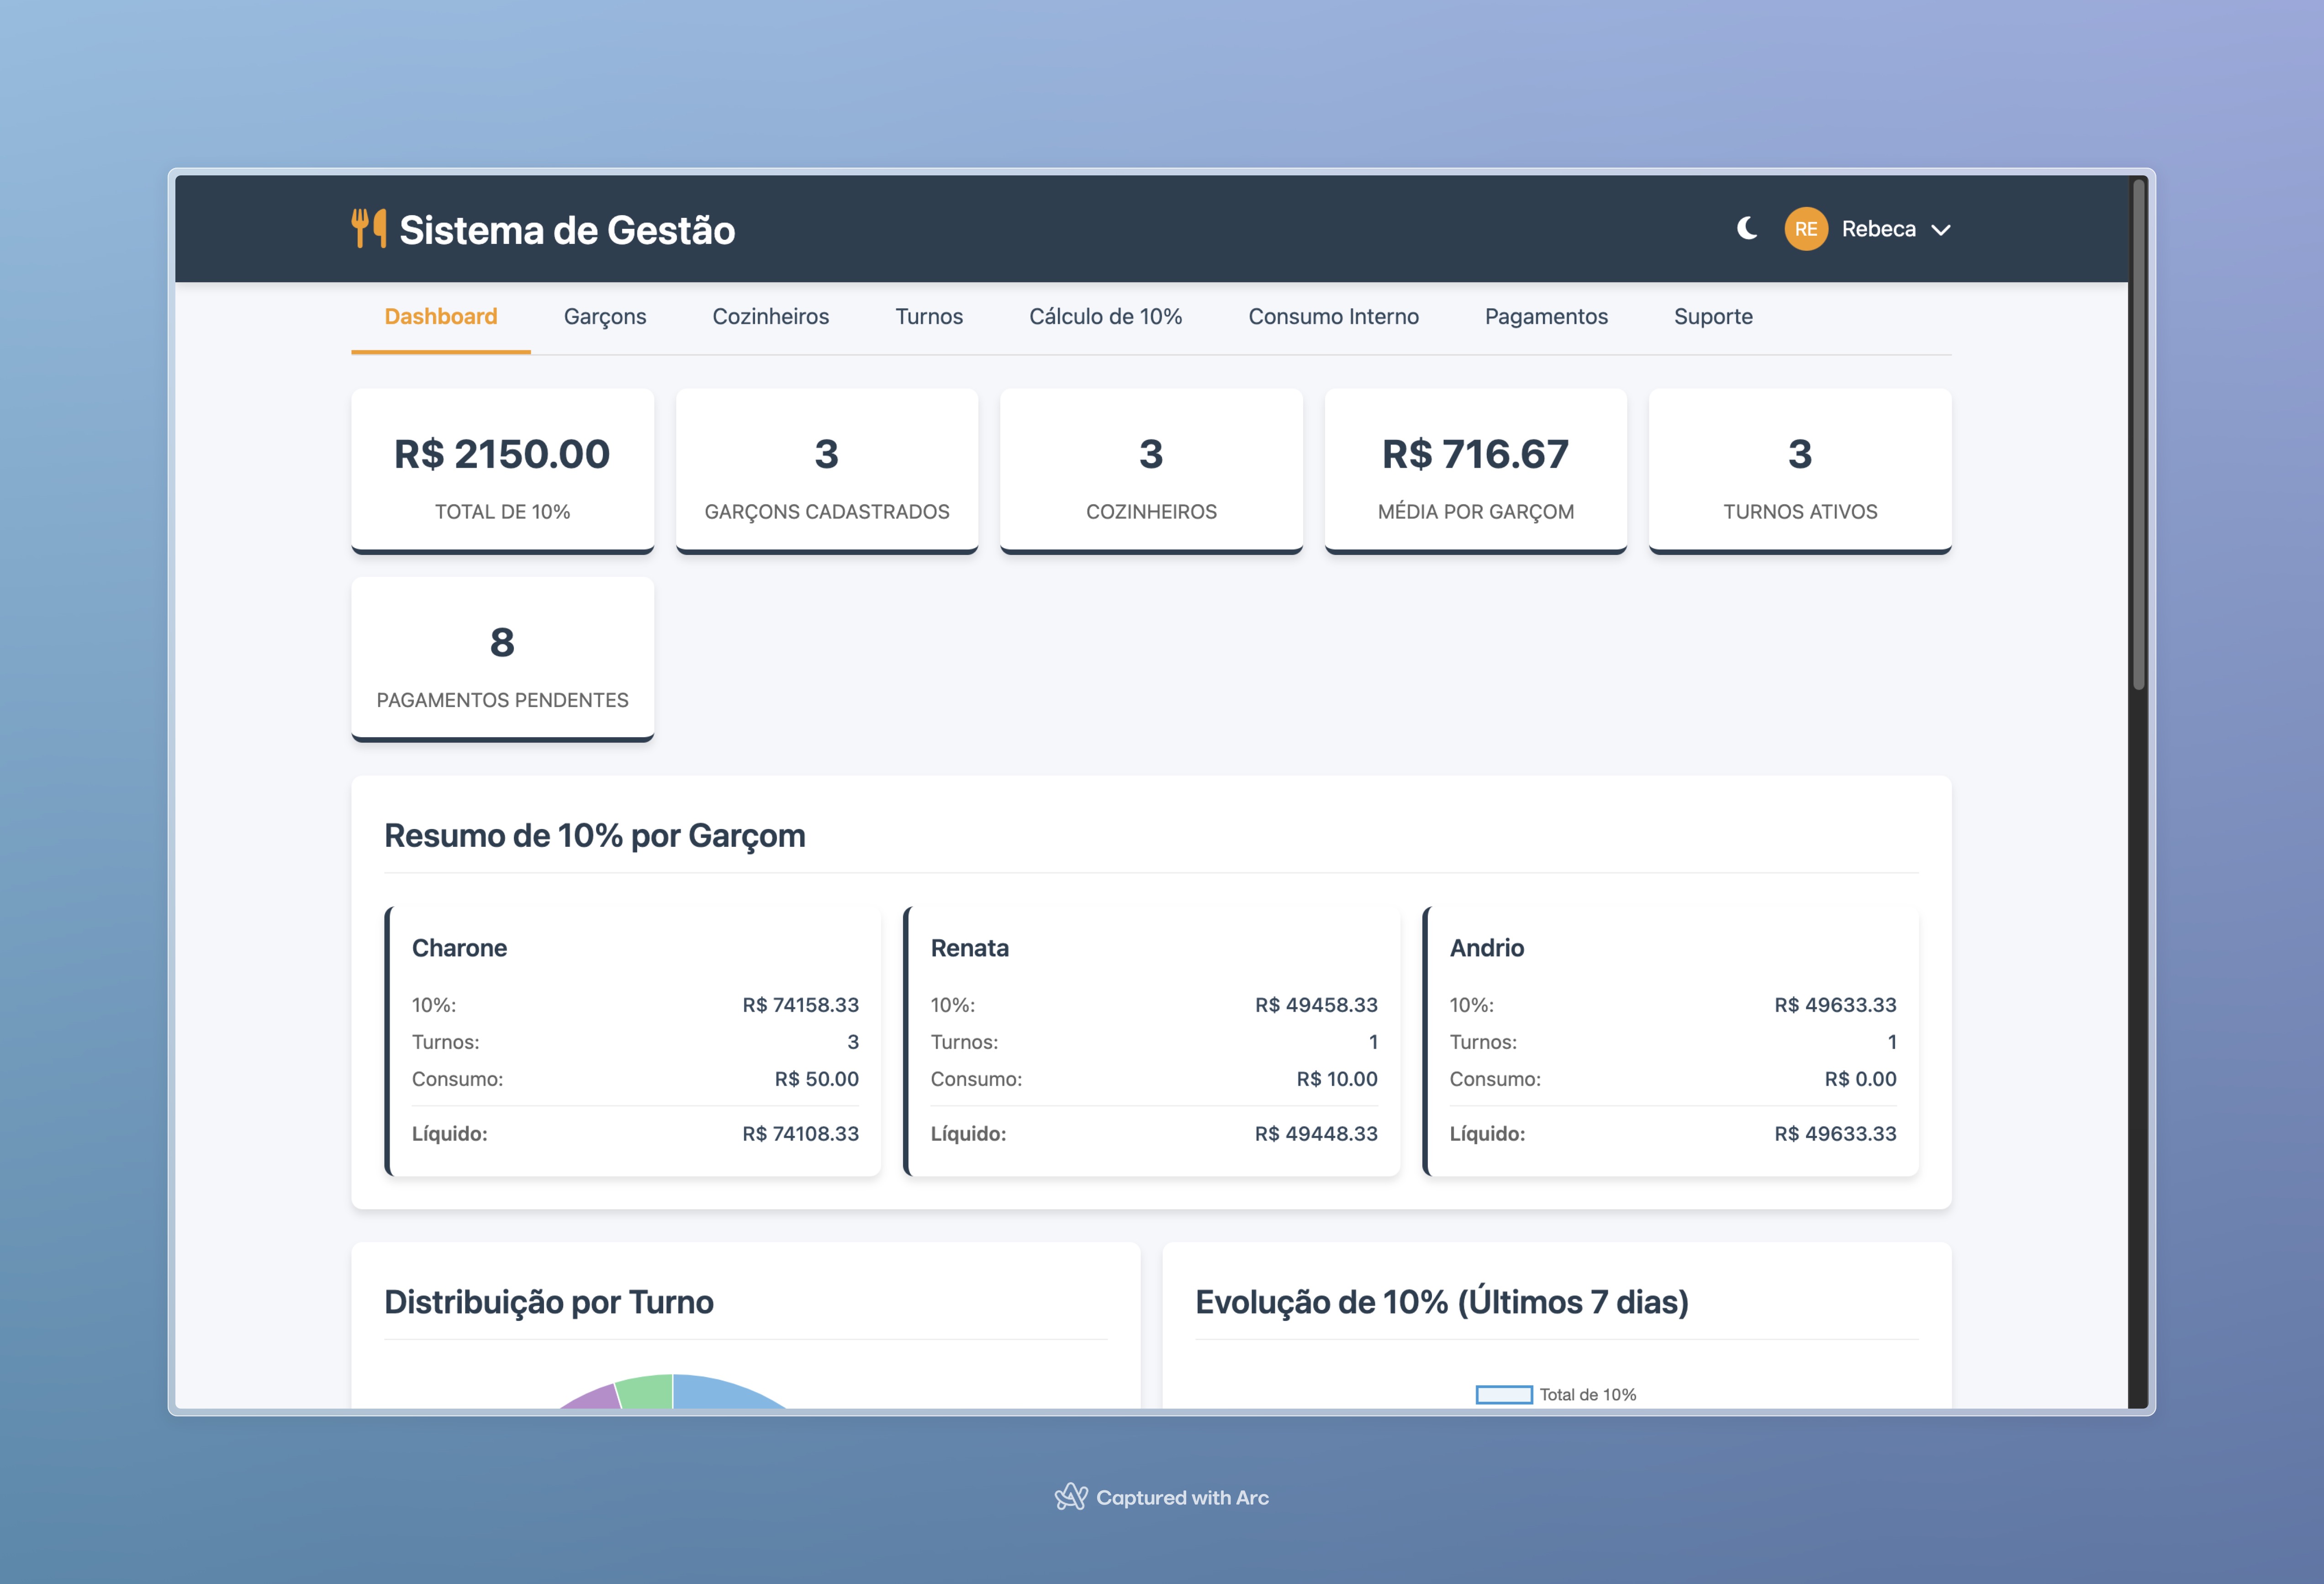 Sistema de Gestão
RE Rebeca
Dashboard Garçons Cozinheiros Turnos Cálculo de 10% Consumo Interno Pagamentos Suporte
R$ 2150.00
TOTAL DE 10%
3
GARÇONS CADASTRADOS
3
COZINHEIROS
R$ 716.67
MÉDIA POR GARÇOM
3
TURNOS ATIVOS
8
PAGAMENTOS PENDENTES
Resumo de 10% por Garçom
Charone
10%: R$ 74158.33
Turnos: 3
Consumo: R$ 50.00
Líquido: R$ 74108.33
Renata
10%: R$ 49458.33
Turnos: 1
Consumo: R$ 10.00
Líquido: R$ 49448.33
Andrio
10%: R$ 49633.33
Turnos: 1
Consumo: R$ 0.00
Líquido: R$ 49633.33
Distribuição por Turno
Evolução de 10% (Últimos 7 dias)
Total de 10%
Captured with Arc